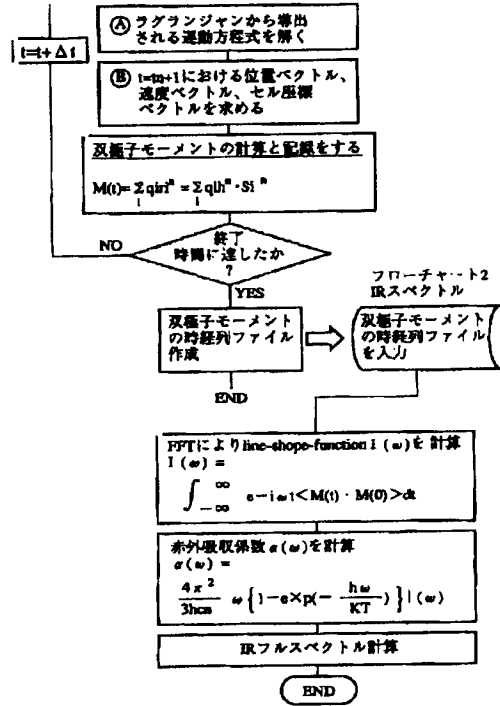 Ⓐ ラグランジャンから導出
される運動方程式を解く
t=t+Δt
Ⓑ t=tn+1における位置ベクトル、
速度ベクトル、セル座標
ベクトルを求める
双極子モーメントの計算と記録をする
M(t)=Σqiriⁿ = Σqihⁿ・Siⁿ
i i
終了
時間に達したか
?
NO
YES
双極子モーメント
の時経列ファイル
作成
END
フローチャート2
IRスペクトル
双極子モーメント
の時経列ファイル
を入力
FFTによりline-shope-function I (ω)を計算
I (ω) =
∫ ∞ −∞ e−iωt<M(t)・M(0)>dt
赤外吸収係数 α(ω)を計算
α(ω) =
4π² / 3hcn ω{1−e×p(− hω / KT )}I(ω)
IRフルスペクトル計算
END